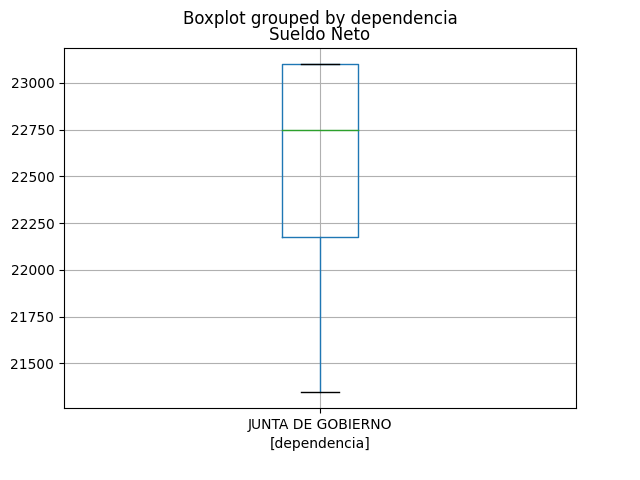 Boxplot grouped by dependencia
Sueldo Neto
23000
22750
22500
22250
22000
21750
21500
JUNTA DE GOBIERNO
[dependencia]